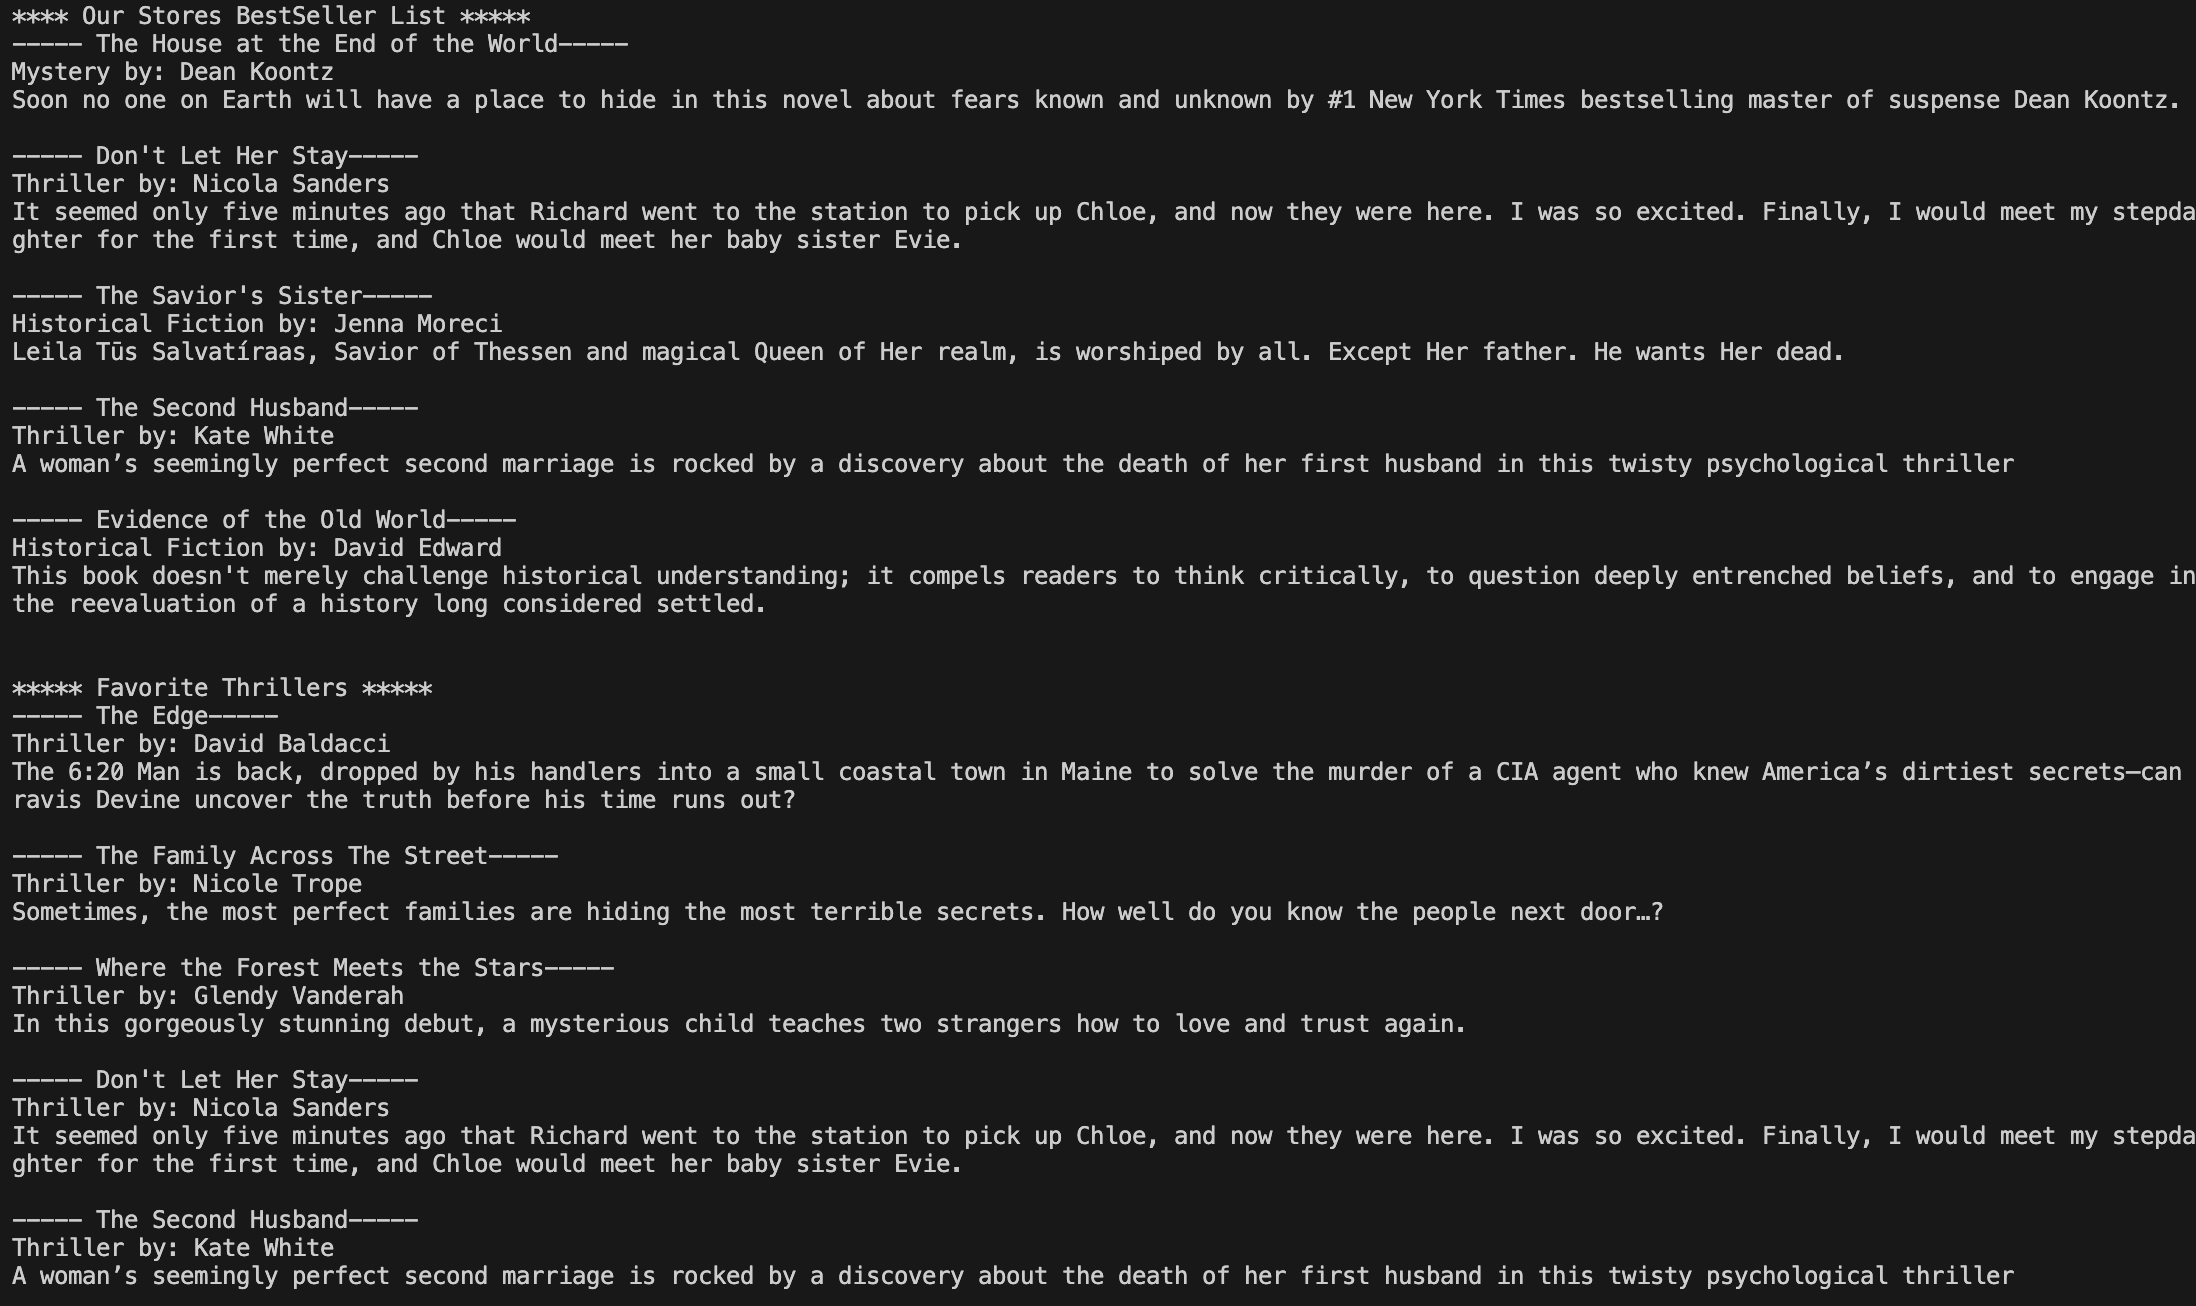 **** Our Stores BestSeller List *****
----- The House at the End of the World-----
Mystery by: Dean Koontz
Soon no one on Earth will have a place to hide in this novel about fears known and unknown by #1 New York Times bestselling master of suspense Dean Koontz.
----- Don't Let Her Stay-----
Thriller by: Nicola Sanders
It seemed only five minutes ago that Richard went to the station to pick up Chloe, and now they were here. I was so excited. Finally, I would meet my stepda
ghter for the first time, and Chloe would meet her baby sister Evie.
----- The Savior's Sister-----
Historical Fiction by: Jenna Moreci
Leila Tūs Salvatíraas, Savior of Thessen and magical Queen of Her realm, is worshiped by all. Except Her father. He wants Her dead.
----- The Second Husband-----
Thriller by: Kate White
A woman’s seemingly perfect second marriage is rocked by a discovery about the death of her first husband in this twisty psychological thriller
----- Evidence of the Old World-----
Historical Fiction by: David Edward
This book doesn't merely challenge historical understanding; it compels readers to think critically, to question deeply entrenched beliefs, and to engage in
the reevaluation of a history long considered settled.
***** Favorite Thrillers *****
----- The Edge-----
Thriller by: David Baldacci
The 6:20 Man is back, dropped by his handlers into a small coastal town in Maine to solve the murder of a CIA agent who knew America’s dirtiest secrets—can
ravis Devine uncover the truth before his time runs out?
----- The Family Across The Street-----
Thriller by: Nicole Trope
Sometimes, the most perfect families are hiding the most terrible secrets. How well do you know the people next door…?
----- Where the Forest Meets the Stars-----
Thriller by: Glendy Vanderah
In this gorgeously stunning debut, a mysterious child teaches two strangers how to love and trust again.
----- Don't Let Her Stay-----
Thriller by: Nicola Sanders
It seemed only five minutes ago that Richard went to the station to pick up Chloe, and now they were here. I was so excited. Finally, I would meet my stepda
ghter for the first time, and Chloe would meet her baby sister Evie.
----- The Second Husband-----
Thriller by: Kate White
A woman’s seemingly perfect second marriage is rocked by a discovery about the death of her first husband in this twisty psychological thriller